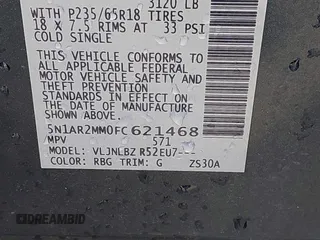 3120 LB
WITH P235/65R18 TIRES
18 X 7.5 RIMS AT 33 PSI
COLD SINGLE
THIS VEHICLE CONFORMS TO
ALL APPLICABLE FEDERAL
MOTOR VEHICLE SAFETY
AND THEFT PREVENTION
STANDARDS IN EFFECT ON
THE DATE OF MANUFACTURE
SHOWN ABOVE.
5N1AR2MM0FC621468
MPV S71
MODEL: VLJNLBZ R52EU7---
COLOR: RBG TRIM: G ZS30A
DREAMBID